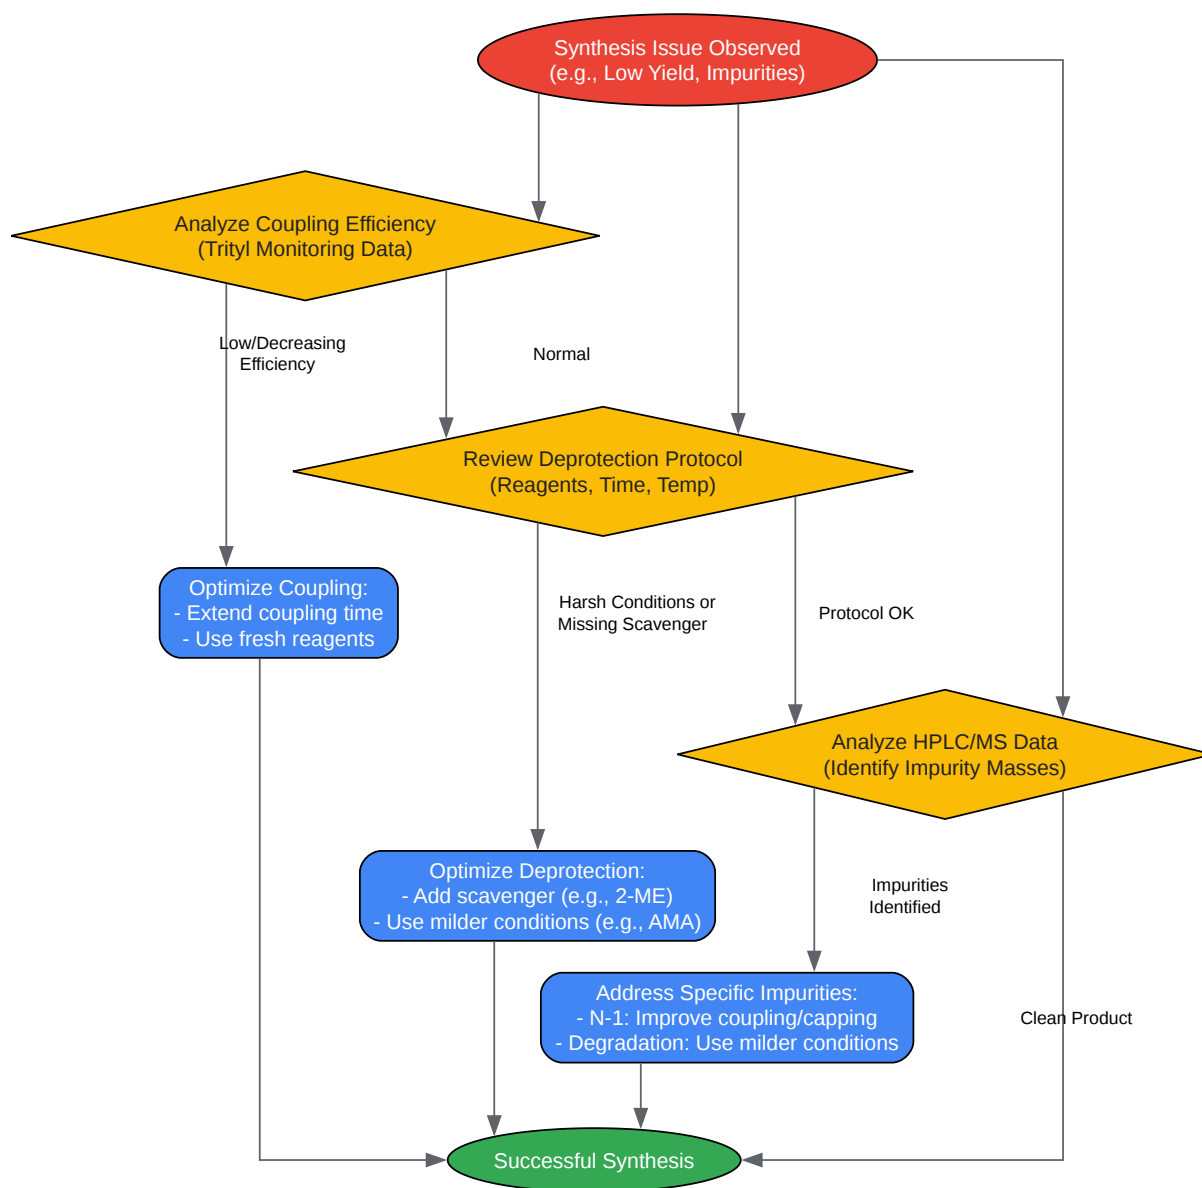 Synthesis Issue Observed
(e.g., Low Yield, Impurities)
Analyze Coupling Efficiency
(Trityl Monitoring Data)
Low/Decreasing
Efficiency
Normal
Review Deprotection Protocol
(Reagents, Time, Temp)
Optimize Coupling:
- Extend coupling time
- Use fresh reagents
Harsh Conditions or
Missing Scavenger
Protocol OK
Analyze HPLC/MS Data
(Identify Impurity Masses)
Optimize Deprotection:
- Add scavenger (e.g., 2-ME)
- Use milder conditions (e.g., AMA)
Impurities
Identified
Address Specific Impurities:
- N-1: Improve coupling/capping
- Degradation: Use milder conditions
Clean Product
Successful Synthesis